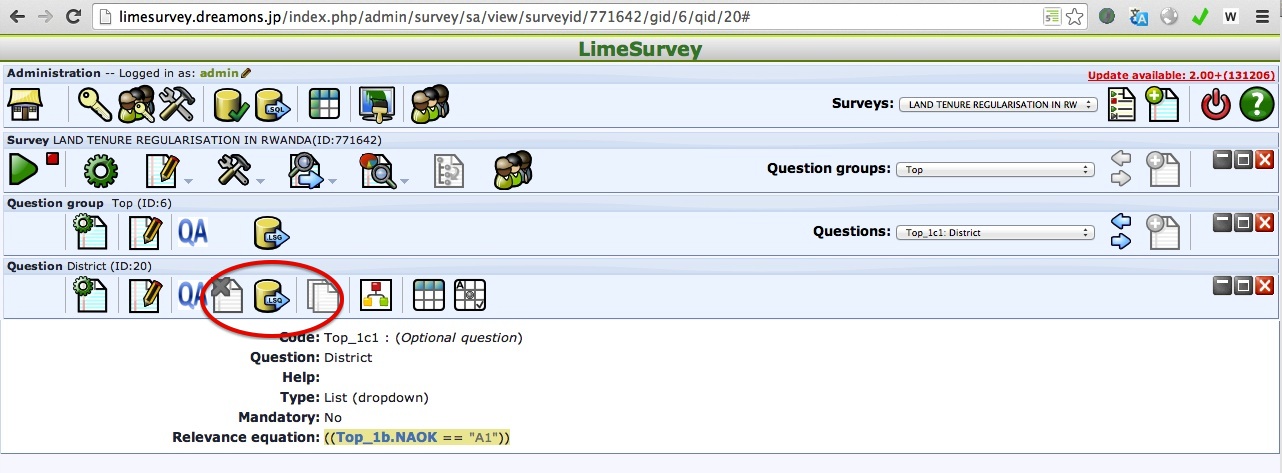 limesurvey.dreamons.jp/index.php/admin/survey/sa/view/surveyid/771642/gid/6/qid/20#
W
LimeSurvey
Administration -- Logged in as: admin
Update available: 2.00+(131206)
SQL
Surveys: LAND TENURE REGULARISATION IN RW
?
Survey LAND TENURE REGULARISATION IN RWANDA(ID:771642)
Question groups: Top
Question group Top (ID:6)
QA
LSG
Questions: Top_1c1: District
Question District (ID:20)
QA
LSQ
A
Code: Top_1c1 : (Optional question)
Question: District
Help:
Type: List (dropdown)
Mandatory: No
Relevance equation: ((Top_1b.NAOK == "A1"))